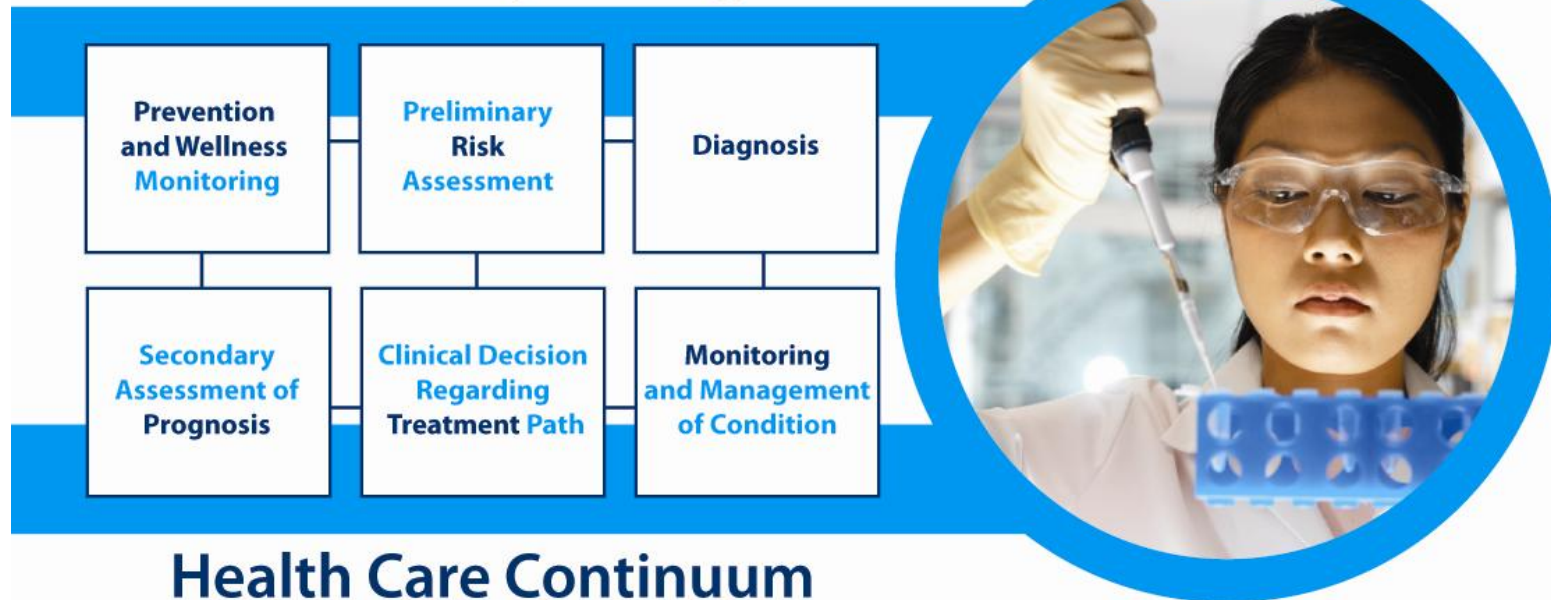 Prevention
and Wellness
Monitoring
Preliminary
Risk
Assessment
Diagnosis
Secondary
Assessment of
Prognosis
Clinical Decision
Regarding
Treatment Path
Monitoring
and Management
of Condition
Health Care Continuum